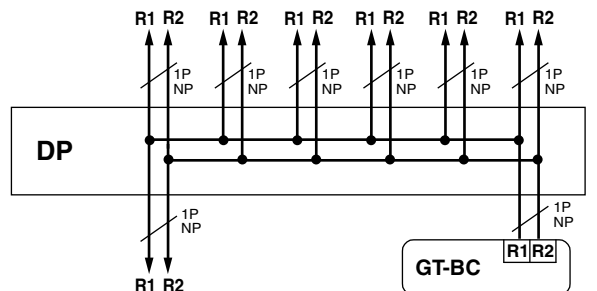 R1 R2 R1 R2 R1 R2 R1 R2 R1 R2 R1 R2
1P 1P 1P 1P 1P 1P
NP NP NP NP NP NP
DP
1P 1P
NP NP
R1 R2
GT-BC
R1 R2